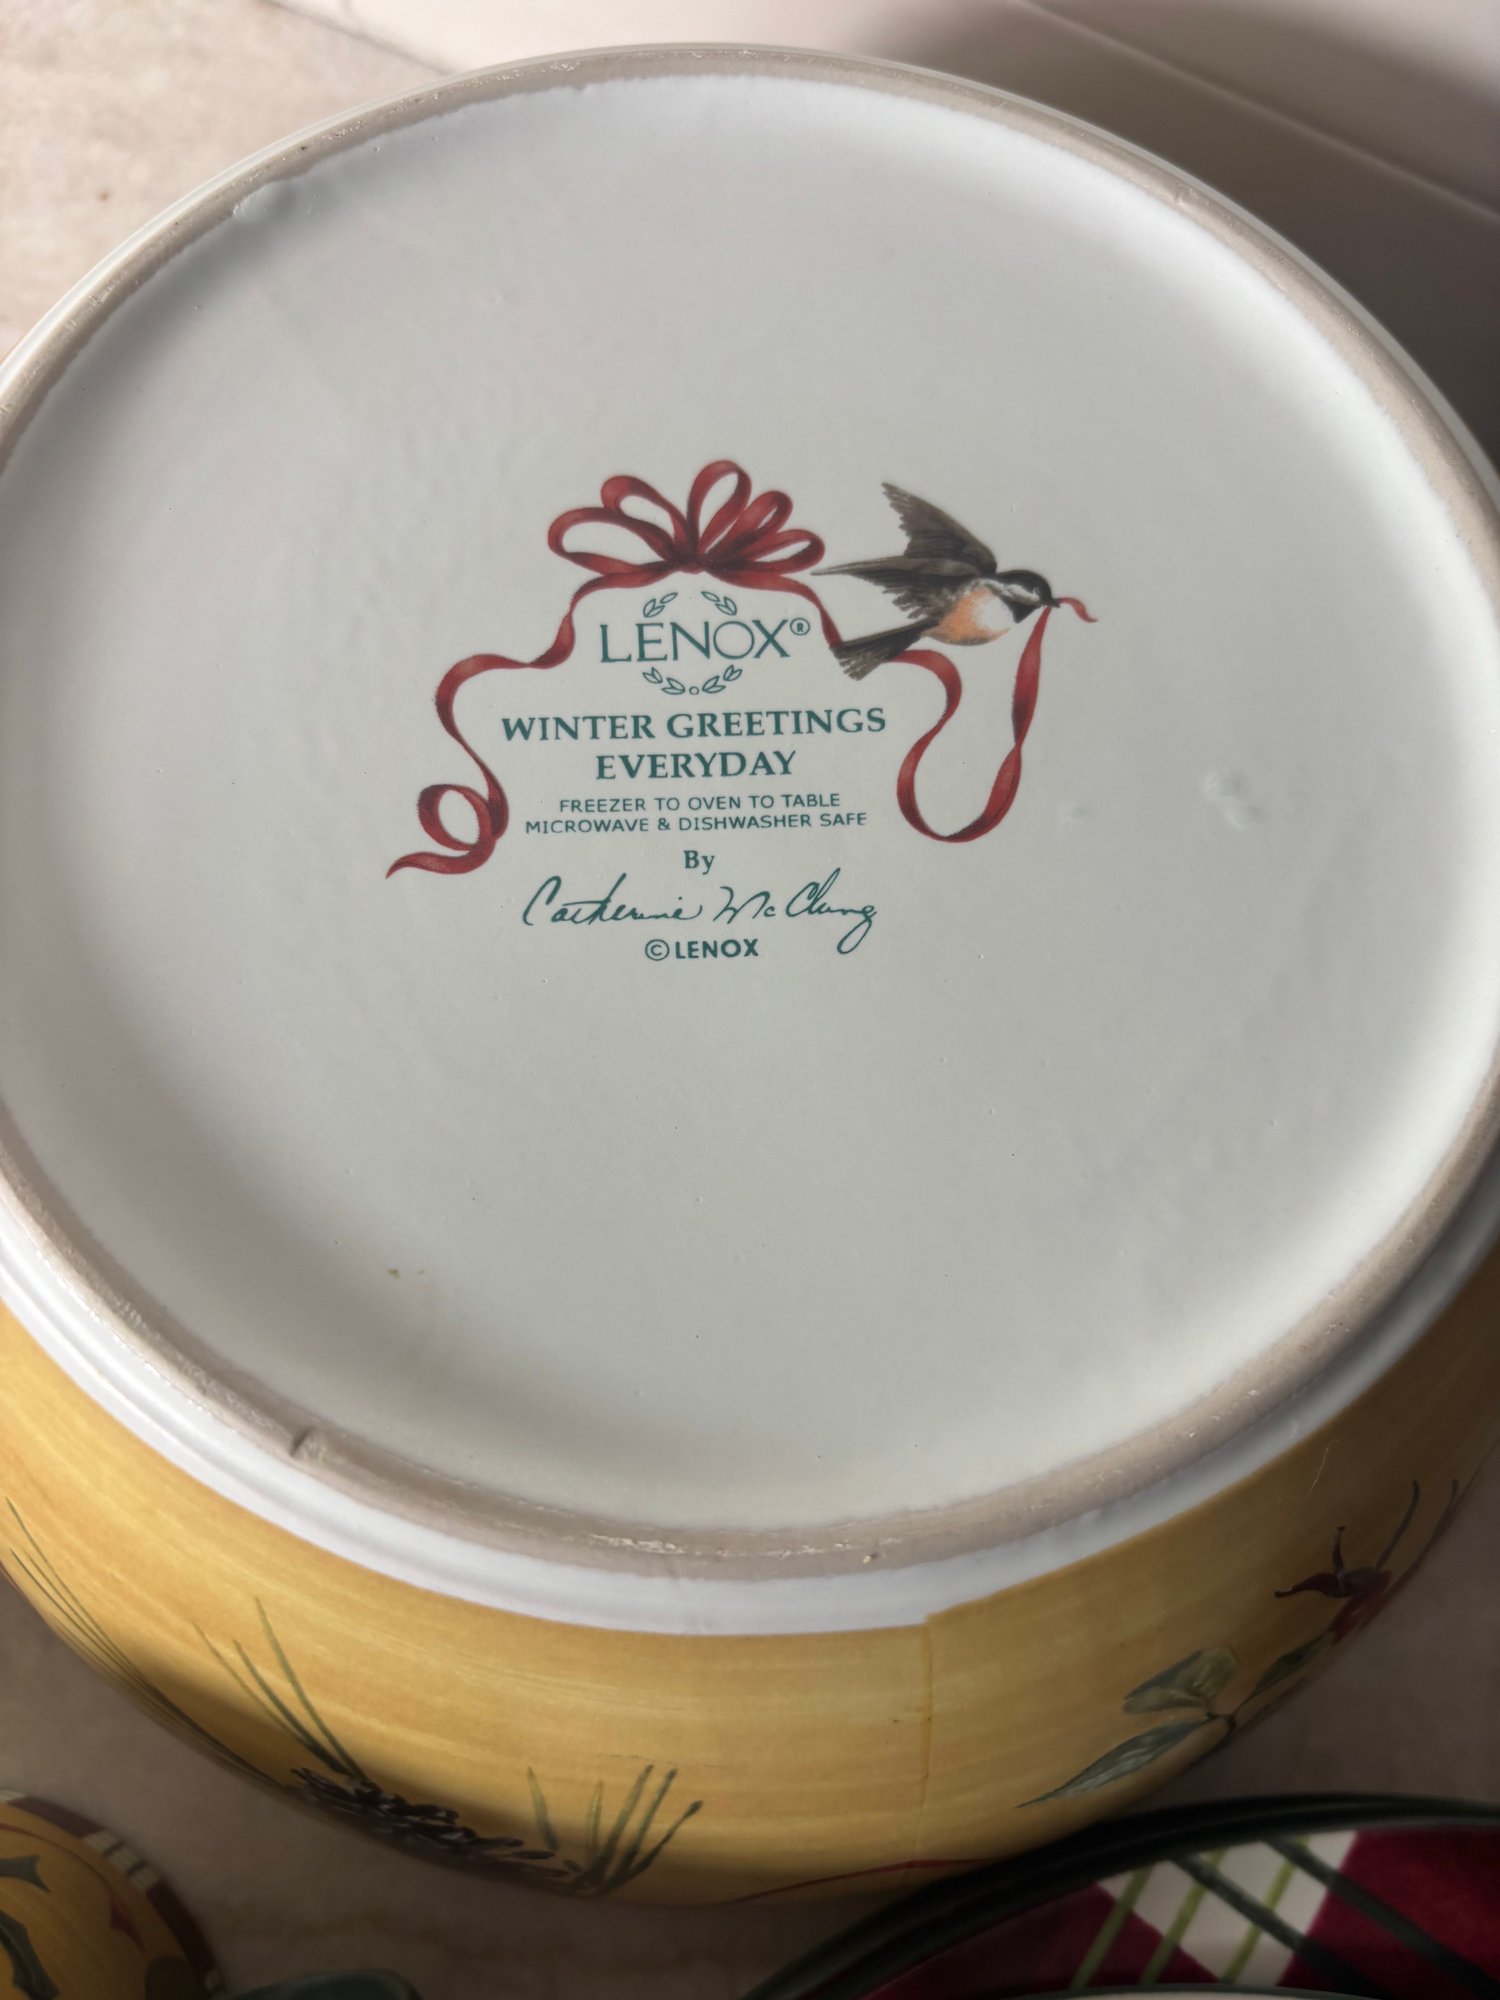 LENOX®
WINTER GREETINGS
EVERYDAY
FREEZER TO OVEN TO TABLE
MICROWAVE & DISHWASHER SAFE
By
Catherine McClung
©LENOX